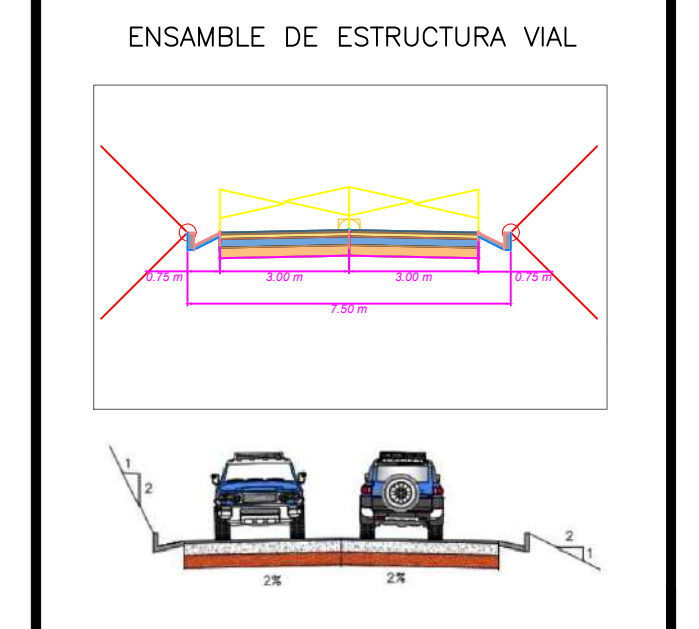 ENSAMBLE DE ESTRUCTURA VIAL
0.75 m 3.00 m 3.00 m 0.75 m
7.50 m
1
2
2
1
2% 2%